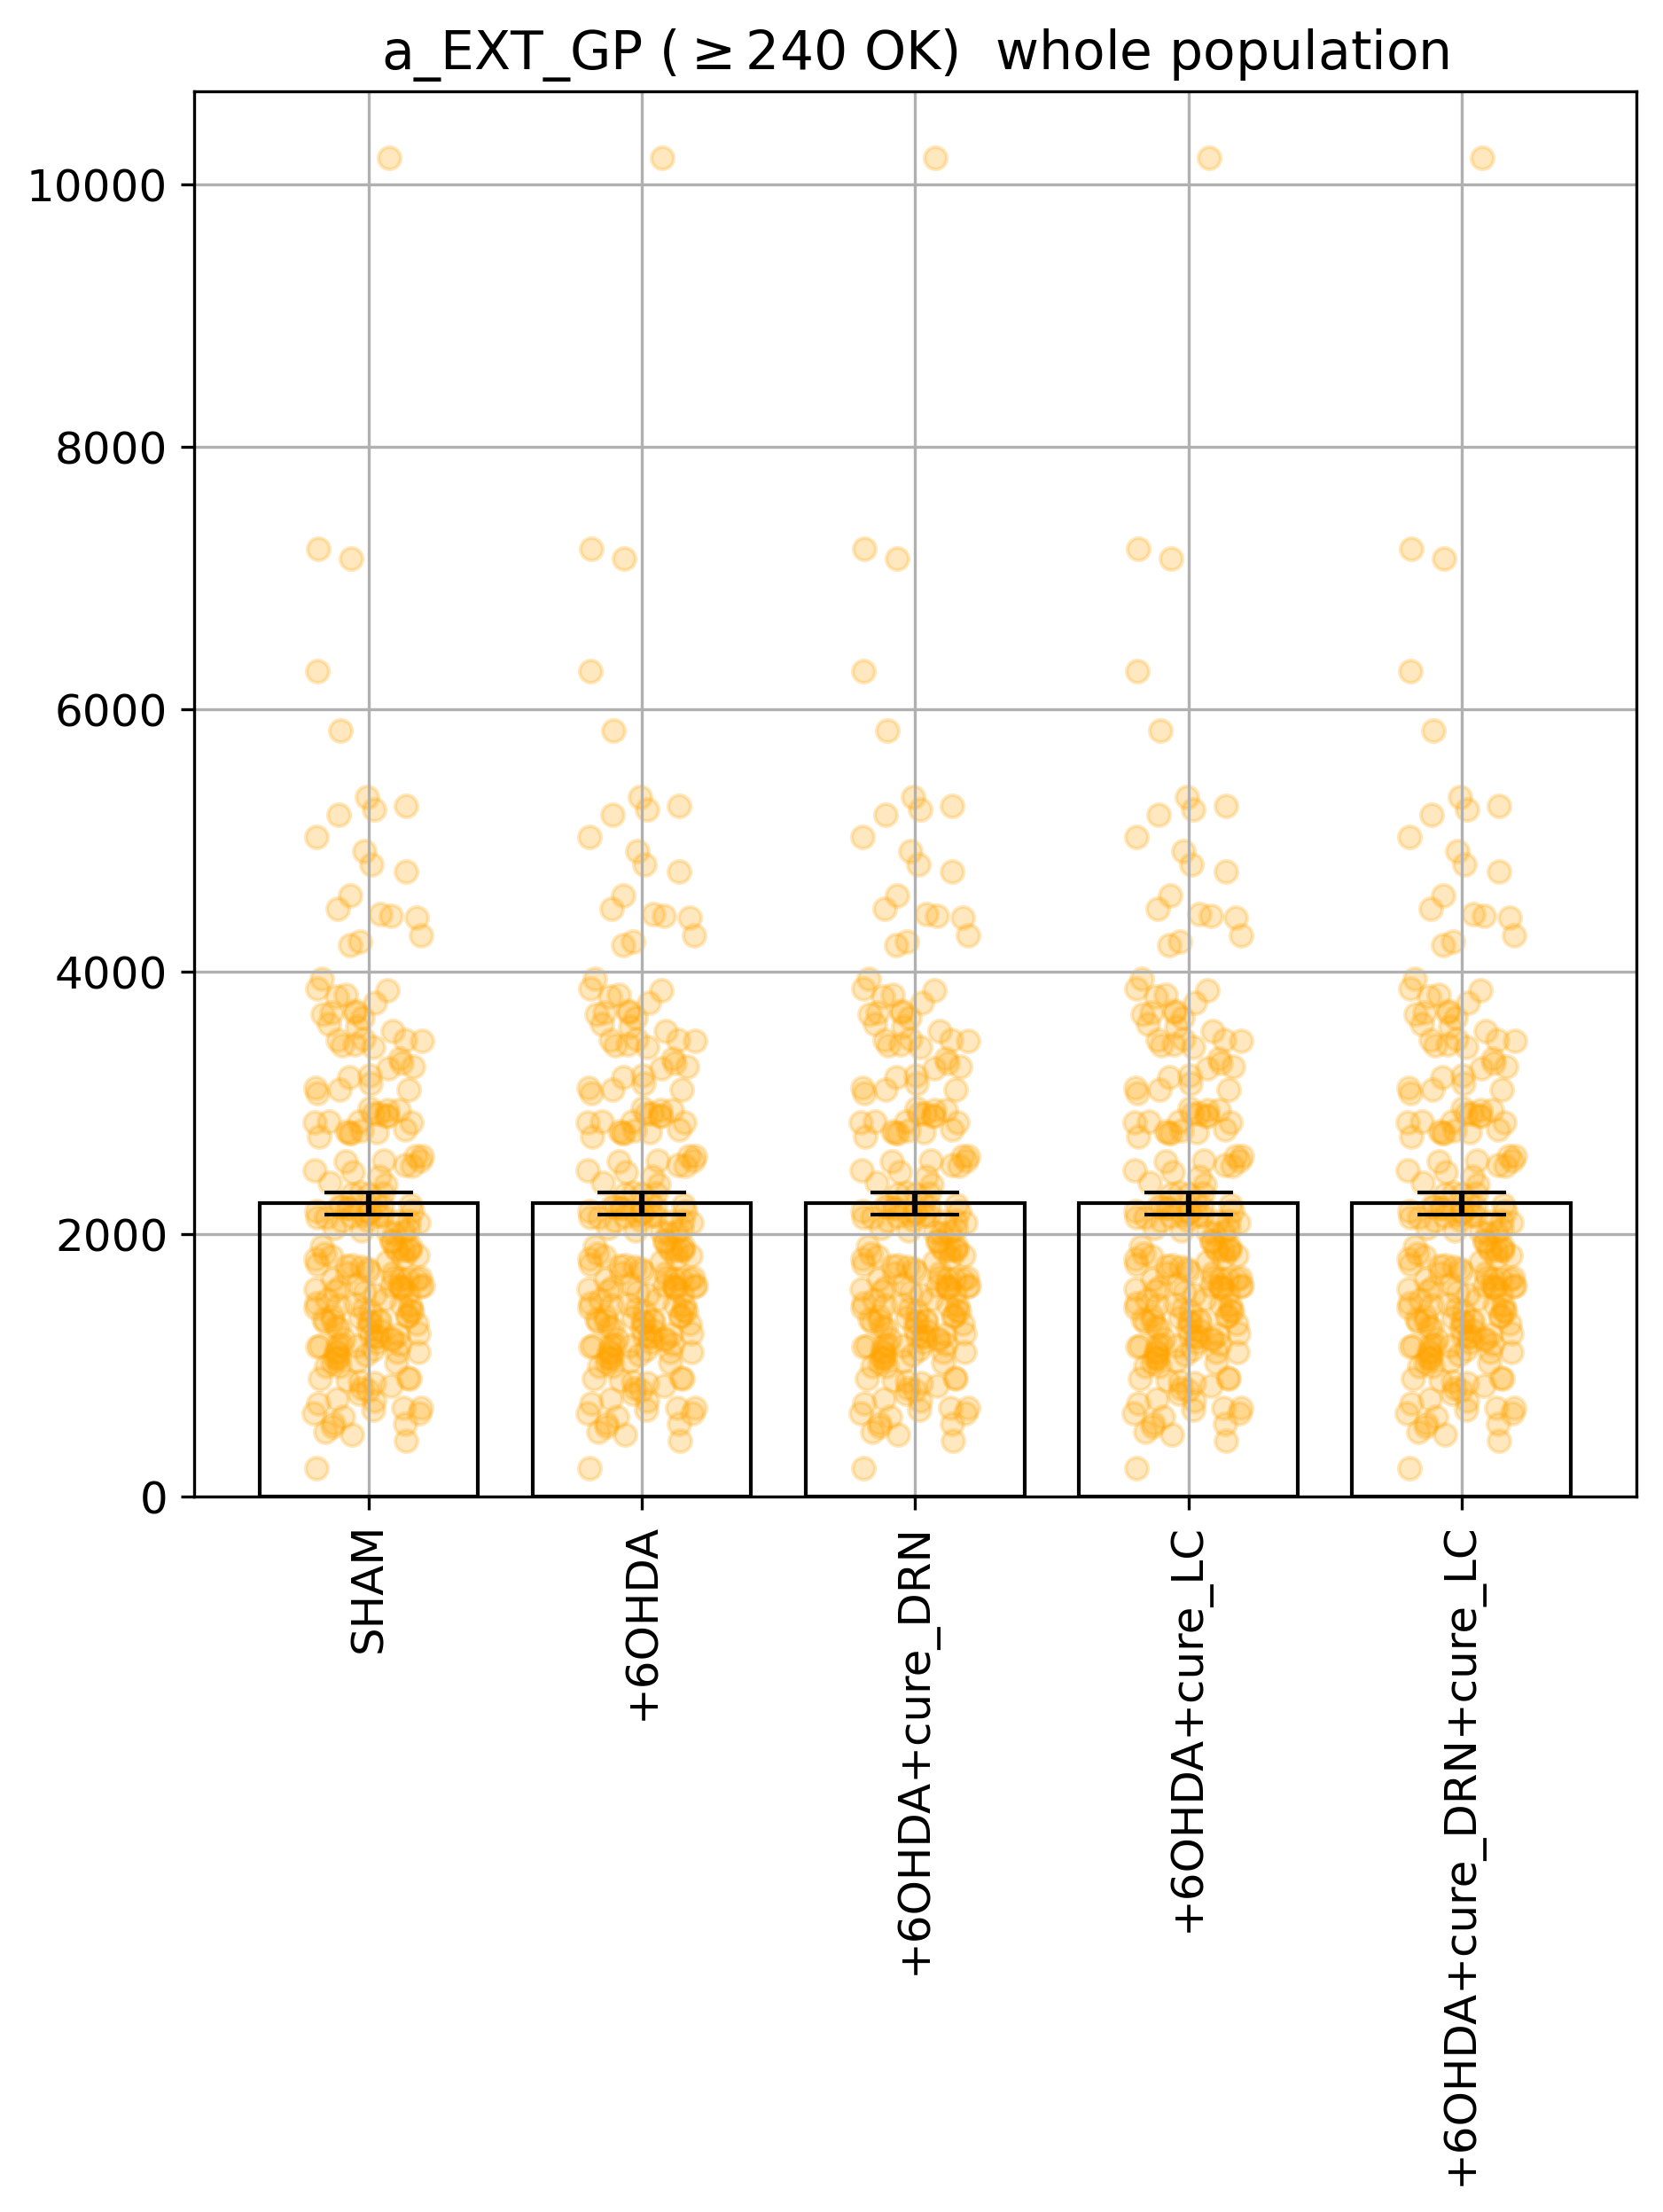 a_EXT_GP ( ≥ 240 OK)  whole population
10000
8000
6000
4000
2000
0
SHAM
+6OHDA
+6OHDA+cure_DRN
+6OHDA+cure_LC
+6OHDA+cure_DRN+cure_LC